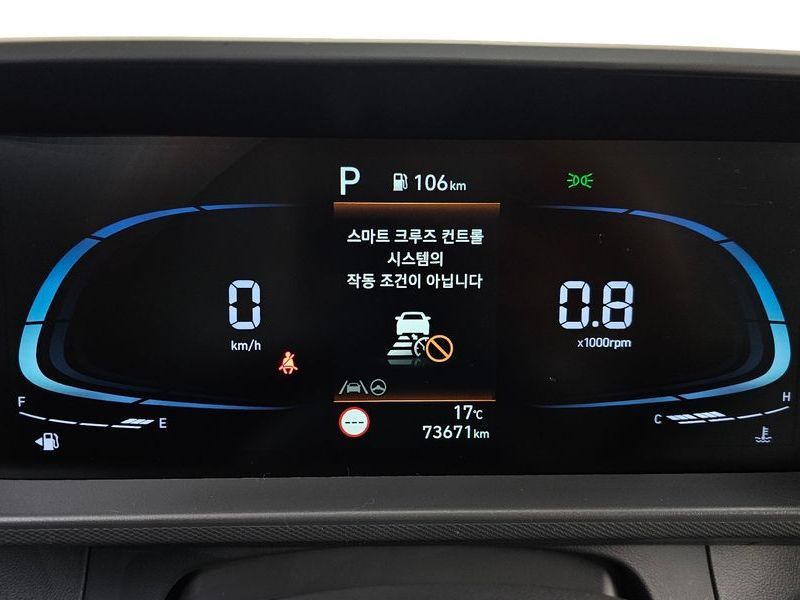 P 106km
스마트 크루즈 컨트롤
시스템의
작동 조건이 아닙니다
0
km/h
0.8
x1000rpm
F E
C H
---
17℃
73671km